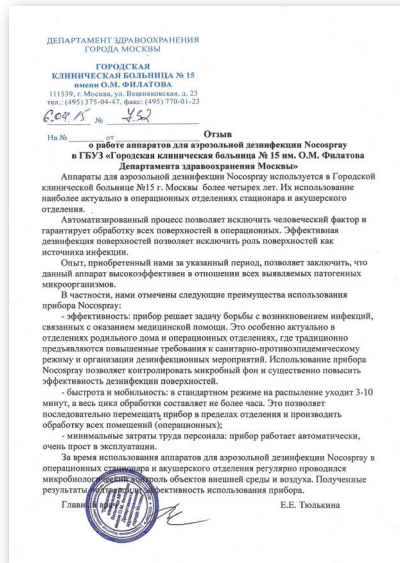 ДЕПАРТАМЕНТ ЗДРАВООХРАНЕНИЯ
ГОРОДА МОСКВЫ
ГОРОДСКАЯ
КЛИНИЧЕСКАЯ БОЛЬНИЦА № 15
имени О.М. ФИЛАТОВА
111539, г. Москва, ул. Вешняковская, д. 23
тел.: (495) 375-04-47, факс: (495) 770-01-23
6.04.15 № 752
На № от
Отзыв
о работе аппаратов для аэрозольной дезинфекции Nocospray
в ГБУЗ «Городская клиническая больница № 15 им. О.М. Филатова
Департамента здравоохранения Москвы»
Аппараты для аэрозольной дезинфекции Nocospray используется в Городской
клинической больнице №15 г. Москвы более четырех лет. Их использование
наиболее актуально в операционных отделениях стационара и акушерского
отделения.
Автоматизированный процесс позволяет исключить человеческий фактор и
гарантирует обработку всех поверхностей в операционных. Эффективная
дезинфекция поверхностей позволяет исключить роль поверхностей как
источника инфекции.
Опыт, приобретенный нами за указанный период, позволяет заключить, что
данный аппарат высокоэффективен в отношении всех выявляемых патогенных
микроорганизмов.
В частности, нами отмечены следующие преимущества использования
прибора Nocospray:
- эффективность: прибор решает задачу борьбы с возникновением инфекций,
связанных с оказанием медицинской помощи. Это особенно актуально в
отделениях родильного дома и операционных отделениях, где традиционно
предъявляются повышенные требования к санитарно-противоэпидемическому
режиму и организации дезинфекционных мероприятий. Использование прибора
Nocospray позволяет контролировать микробный фон и существенно повысить
эффективность дезинфекции поверхностей.
- быстрота и мобильность: в стандартном режиме на распыление уходит 3-10
минут, а весь цикл обработки составляет не более часа. Это позволяет
последовательно перемещать прибор в пределах отделения и производить
обработку всех помещений (операционных);
- минимальные затраты труда персонала: прибор работает автоматически,
очень прост в эксплуатации.
За время использования аппаратов для аэрозольной дезинфекции Nocospray в
операционных стационара и акушерского отделения регулярно проводился
микробиологический контроль объектов внешней среды и воздуха. Полученные
результаты подтвердили эффективность использования прибора.
Главный врач Е.Е. Тюлькина